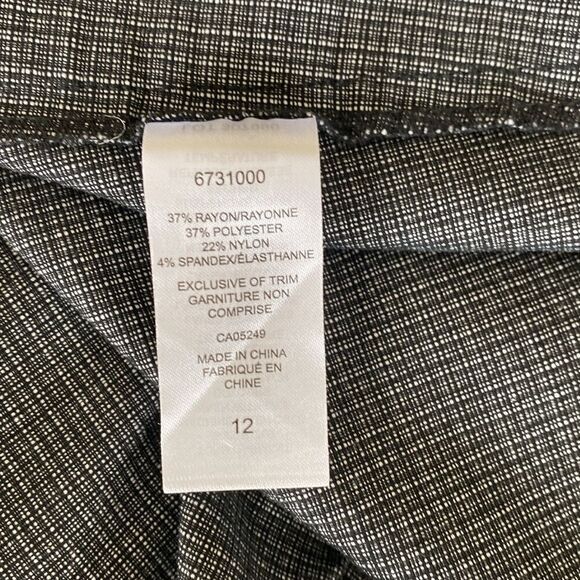 6731000
37% RAYON/RAYONNE
37% POLYESTER
22% NYLON
4% SPANDEX/ÉLASTHANNE
EXCLUSIVE OF TRIM
GARNITURE NON
COMPRISE
CA05249
MADE IN CHINA
FABRIQUÉ EN
CHINE
12